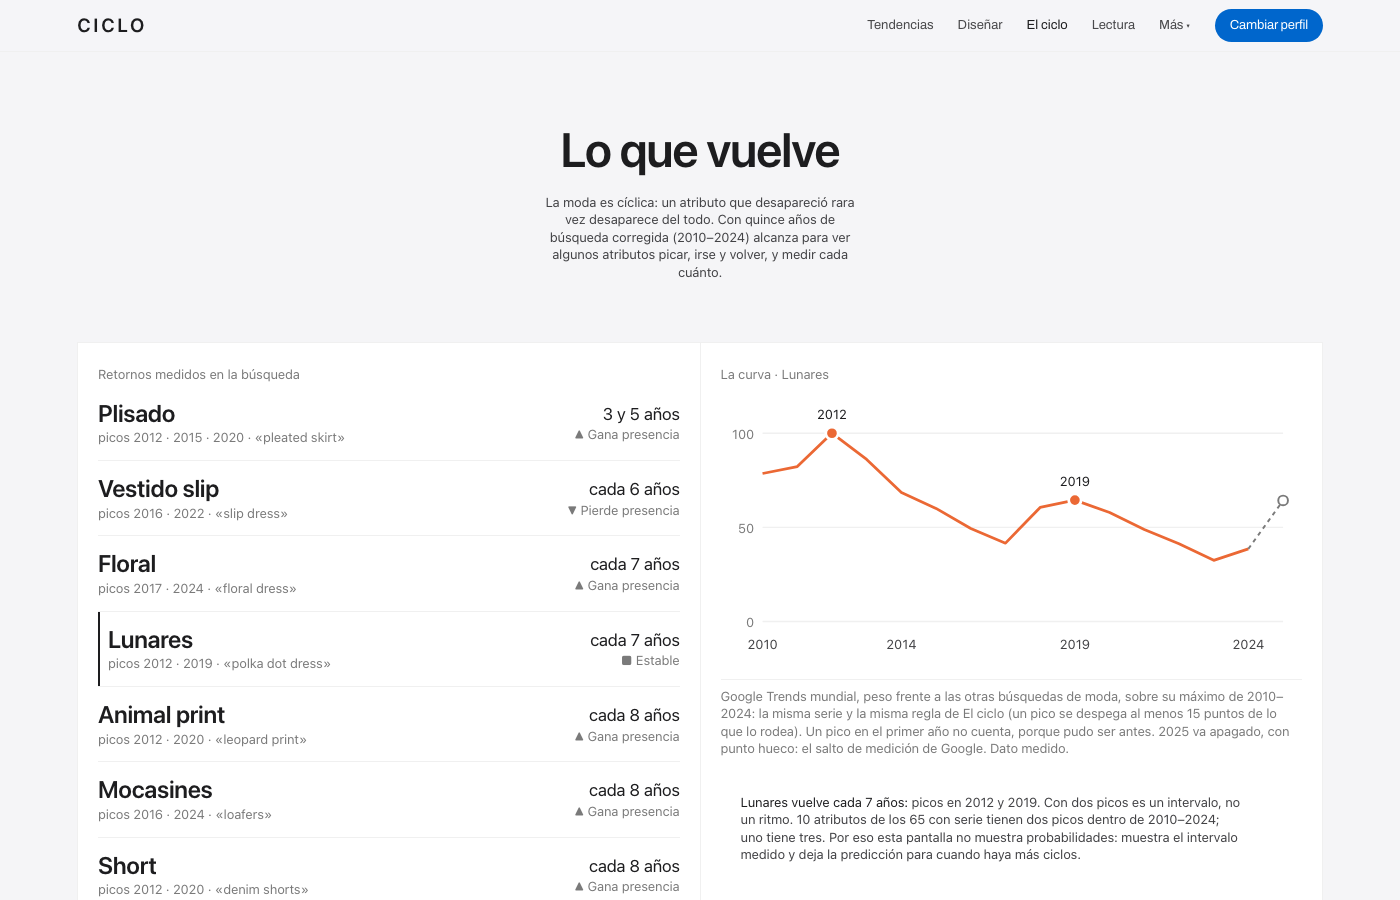 CICLO
Tendencias
Diseñar
El ciclo
Lectura
Más
Cambiar perfil
Lo que vuelve
La moda es cíclica: un atributo que desapareció rara
vez desaparece del todo. Con quince años de
búsqueda corregida (2010–2024) alcanza para ver
algunos atributos picar, irse y volver, y medir cada
cuánto.
Retornos medidos en la búsqueda
Plisado
picos 2012 · 2015 · 2020 · «pleated skirt»
3 y 5 años
▲ Gana presencia
Vestido slip
picos 2016 · 2022 · «slip dress»
cada 6 años
▼ Pierde presencia
Floral
picos 2017 · 2024 · «floral dress»
cada 7 años
▲ Gana presencia
Lunares
picos 2012 · 2019 · «polka dot dress»
cada 7 años
■ Estable
Animal print
picos 2012 · 2020 · «leopard print»
cada 8 años
▲ Gana presencia
Mocasines
picos 2016 · 2024 · «loafers»
cada 8 años
▲ Gana presencia
Short
picos 2012 · 2020 · «denim shorts»
cada 8 años
▲ Gana presencia
La curva · Lunares
2012
100
2019
50
0
2010
2014
2019
2024
Google Trends mundial, peso frente a las otras búsquedas de moda, sobre su máximo de 2010–
2024: la misma serie y la misma regla de El ciclo (un pico se despega al menos 15 puntos de lo
que lo rodea). Un pico en el primer año no cuenta, porque pudo ser antes. 2025 va apagado, con
punto hueco: el salto de medición de Google. Dato medido.
Lunares vuelve cada 7 años: picos en 2012 y 2019. Con dos picos es un intervalo, no
un ritmo. 10 atributos de los 65 con serie tienen dos picos dentro de 2010–2024;
uno tiene tres. Por eso esta pantalla no muestra probabilidades: muestra el intervalo
medido y deja la predicción para cuando haya más ciclos.